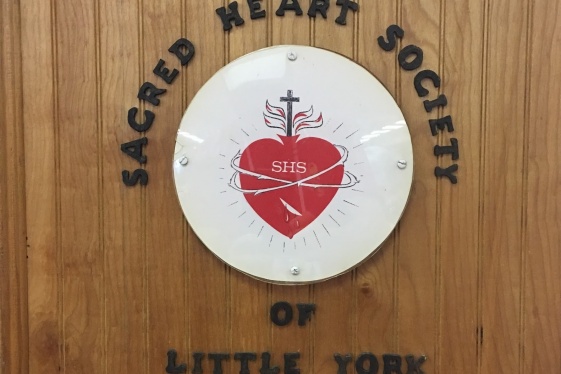 SACRED HEART SOCIETY
SHS
OF
LITTLE YORK